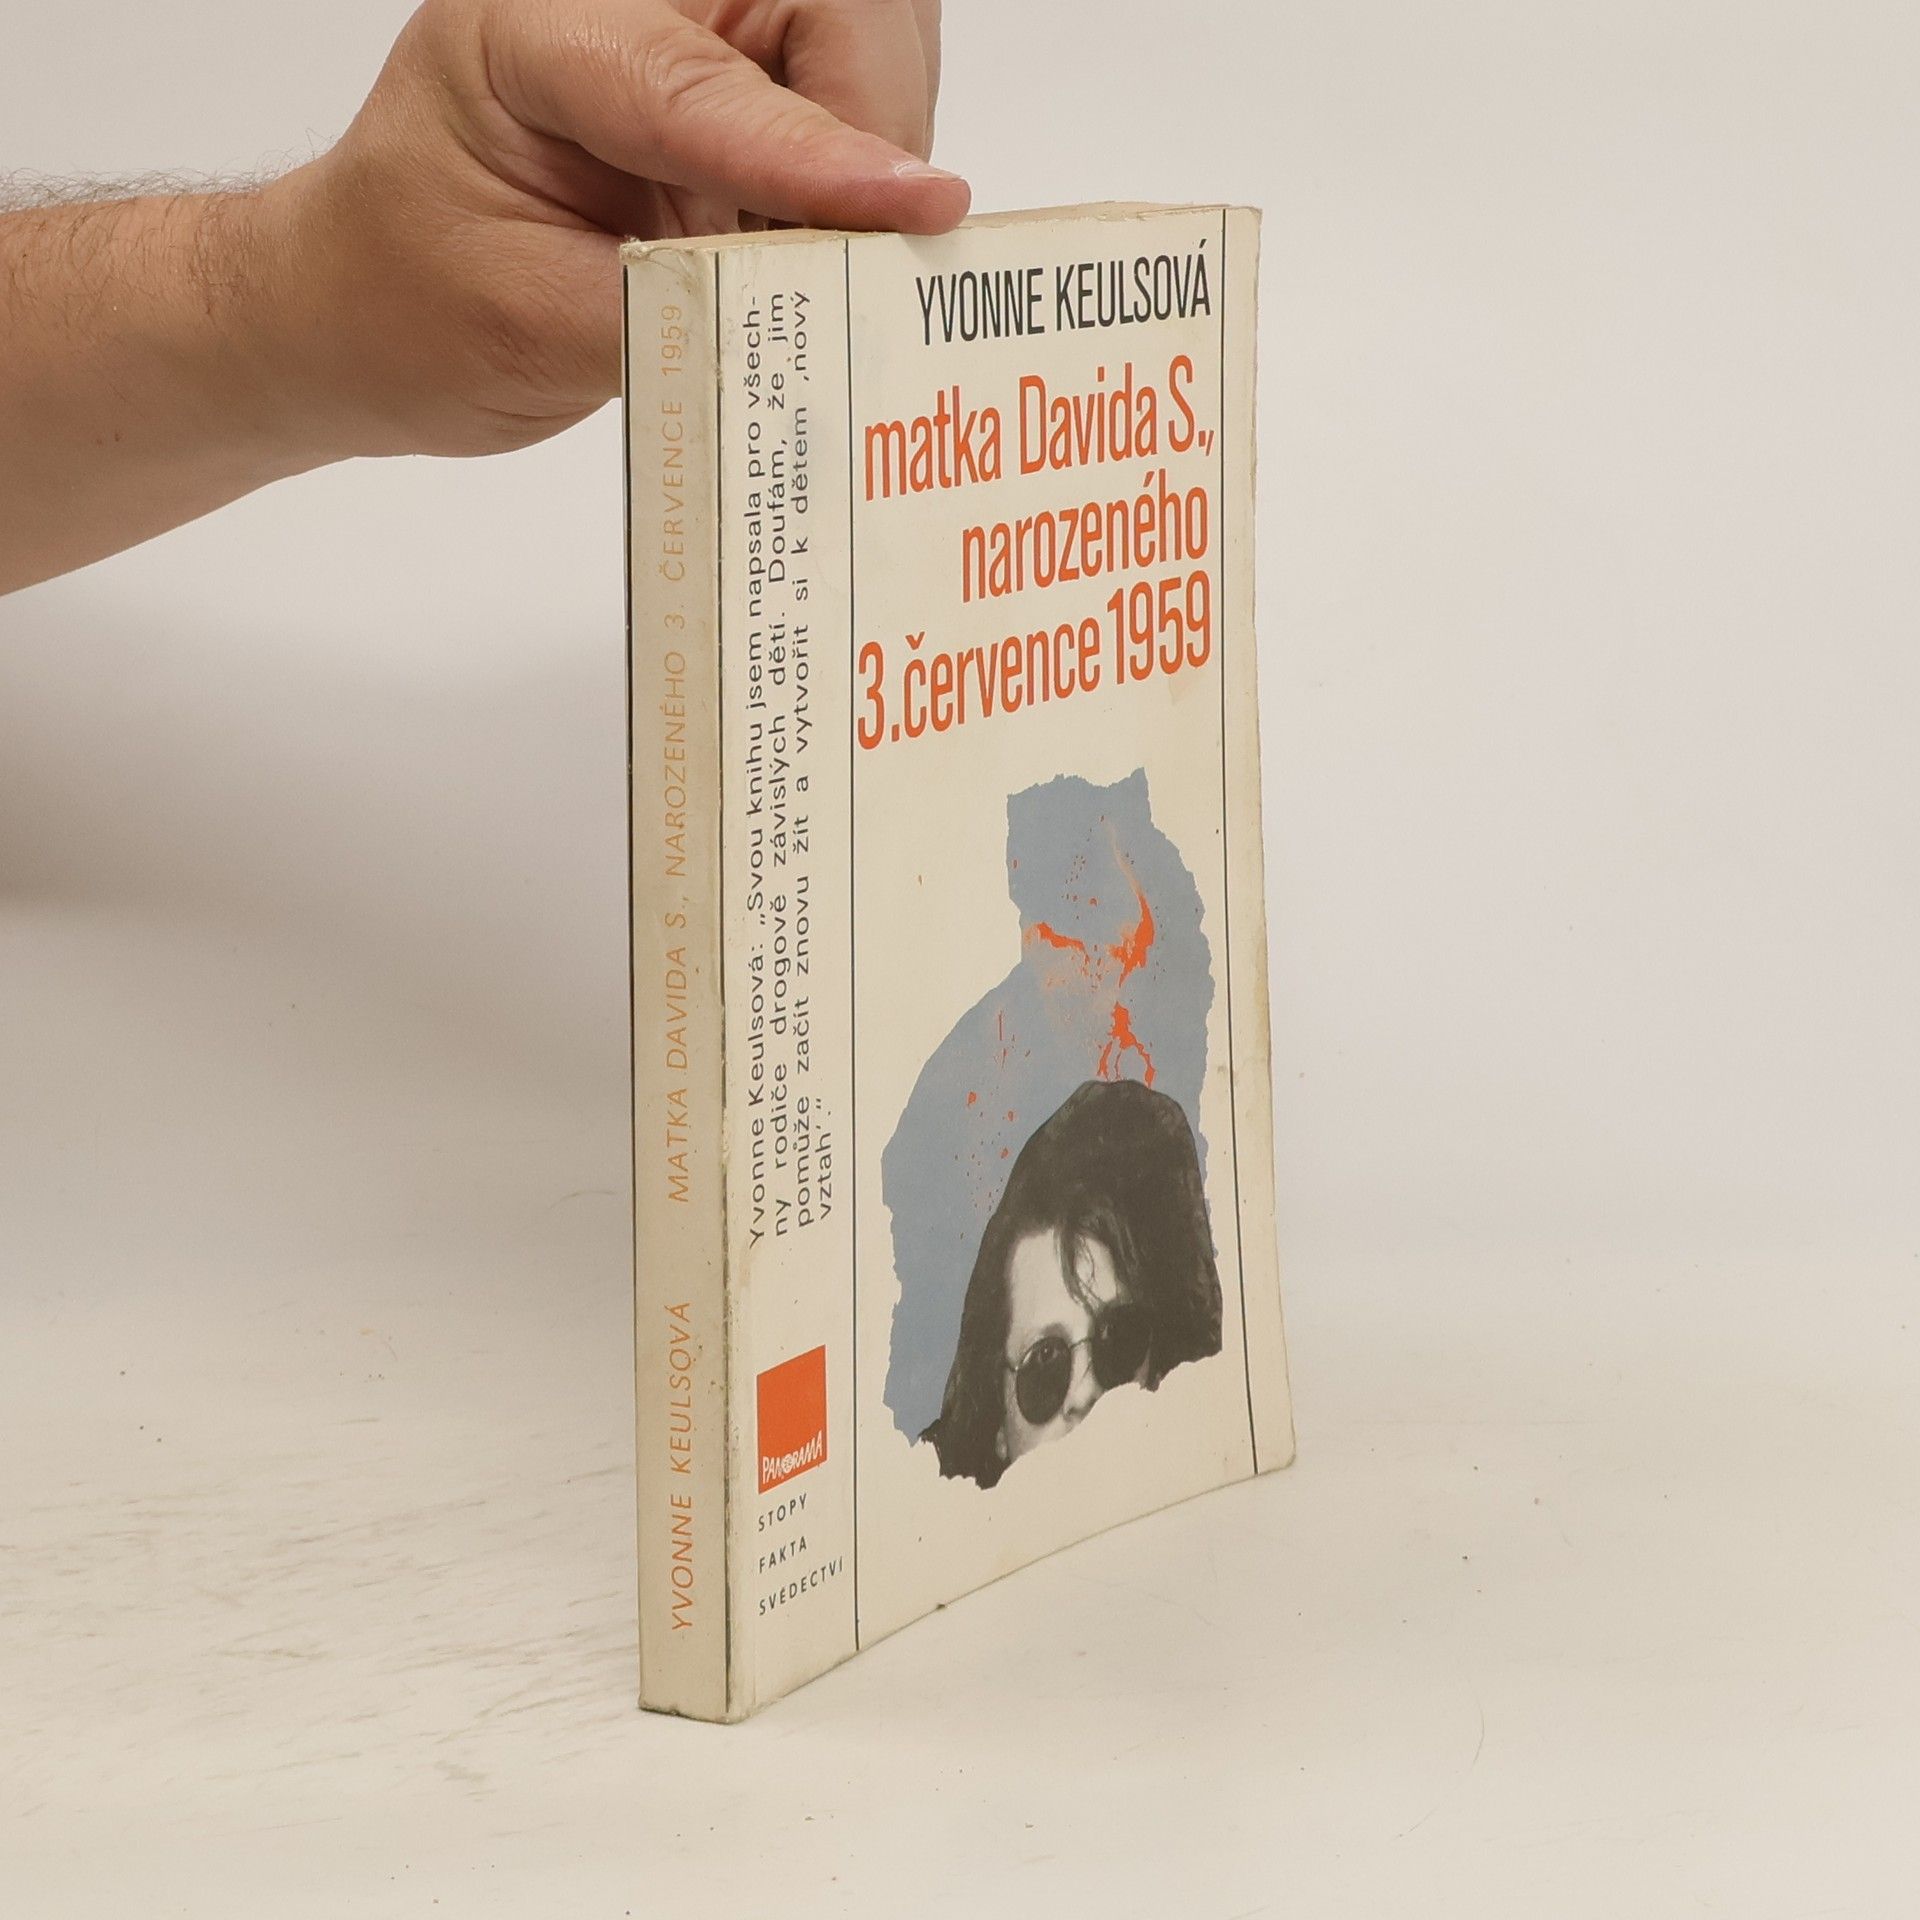 YVONNE KEULSOVÁ MATKA DAVIDA S., NAROZENÉHO 3. ČERVENCE 1959
Yvonne Keulsová: „Svou knihu jsem napsala pro všech-
ny rodiče drogově závislých dětí. Doufám, že jim
pomůže začít znovu žít a vytvořit si k dětem ‚nový
vztah‘.“
PANORAMA
STOPY
FAKTA
SVĚDECTVÍ
YVONNE KEULSOVÁ
matka Davida S.,
narozeného
3.července 1959